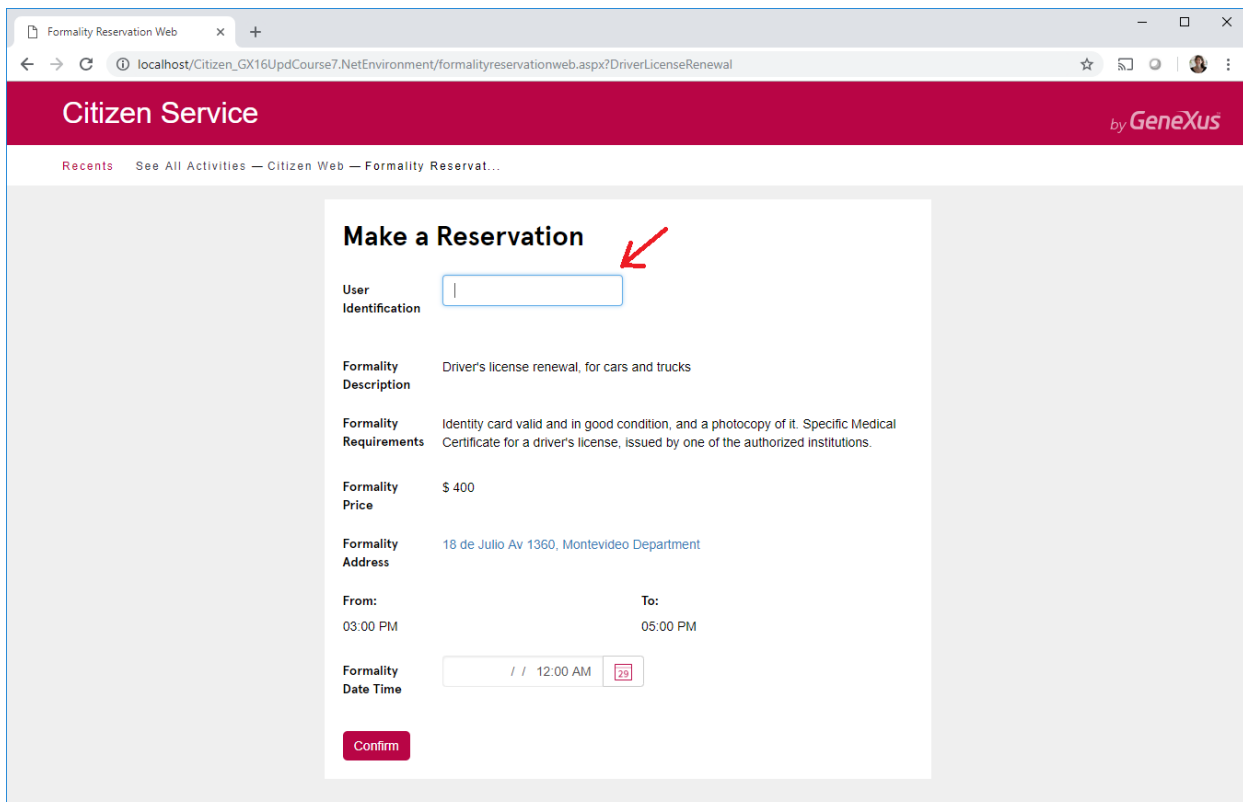 Formality Reservation Web
localhost/Citizen_GX16UpdCourse7.NetEnvironment/formalityreservationweb.aspx?DriverLicenseRenewal
Citizen Service
by GeneXus
Recents See All Activities — Citizen Web — Formality Reservat...
Make a Reservation
User
Identification
Formality
Description
Driver's license renewal, for cars and trucks
Formality
Requirements
Identity card valid and in good condition, and a photocopy of it. Specific Medical
Certificate for a driver's license, issued by one of the authorized institutions.
Formality
Price
$ 400
Formality
Address
18 de Julio Av 1360, Montevideo Department
From: To:
03:00 PM 05:00 PM
Formality
Date Time
/ / 12:00 AM
29
Confirm